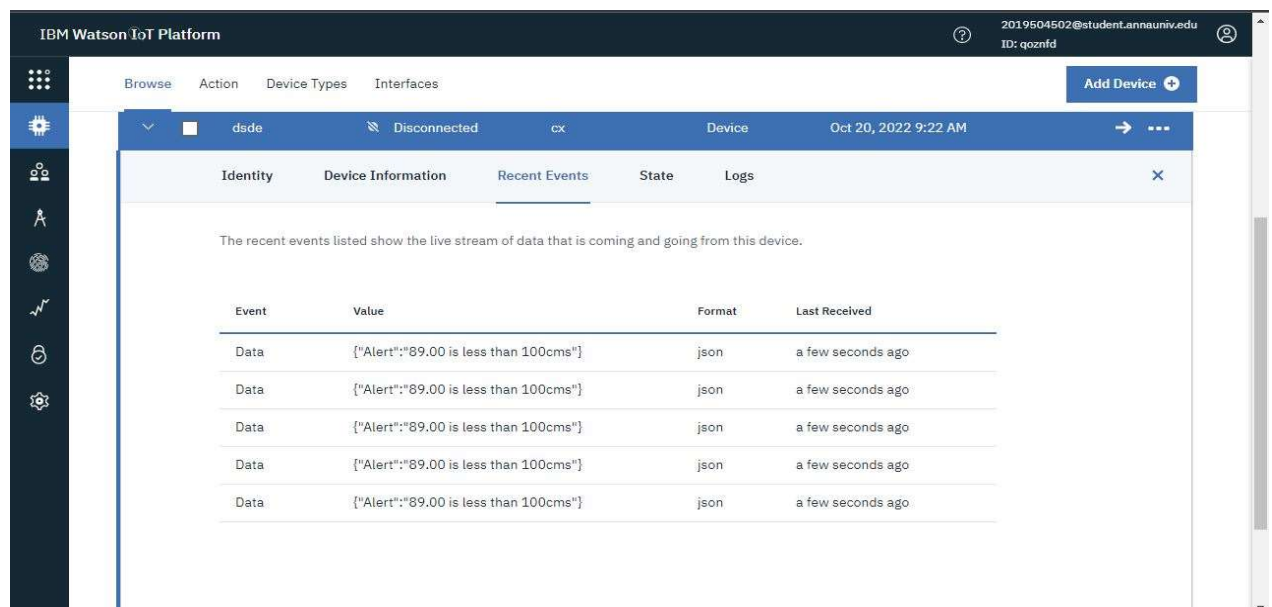 IBM Watson IoT Platform
2019504502@student.annauniv.edu
ID: qoznfd
Browse Action Device Types Interfaces Add Device
dsde Disconnected cx Device Oct 20, 2022 9:22 AM
Identity Device Information Recent Events State Logs
The recent events listed show the live stream of data that is coming and going from this device.
Event Value Format Last Received
Data {"Alert":"89.00 is less than 100cms"} json a few seconds ago
Data {"Alert":"89.00 is less than 100cms"} json a few seconds ago
Data {"Alert":"89.00 is less than 100cms"} json a few seconds ago
Data {"Alert":"89.00 is less than 100cms"} json a few seconds ago
Data {"Alert":"89.00 is less than 100cms"} json a few seconds ago